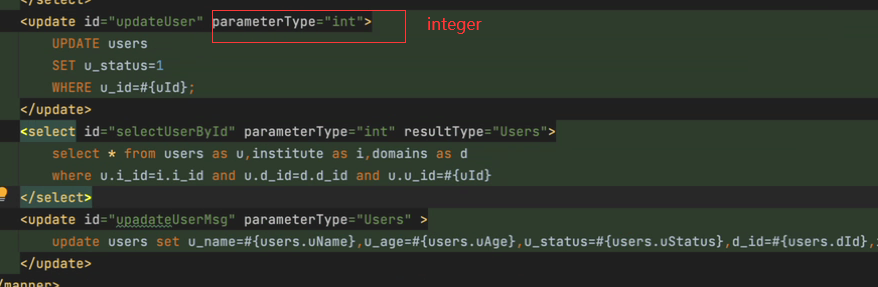 </select>
<update id="updateUser" parameterType="int"> integer
UPDATE users
SET u_status=1
WHERE u_id=#{uId};
</update>
<select id="selectUserById" parameterType="int" resultType="Users">
select * from users as u,institute as i,domains as d
where u.i_id=i.i_id and u.d_id=d.d_id and u.u_id=#{uId}
</select>
<update id="upadateUserMsg" parameterType="Users" >
update users set u_name=#{users.uName},u_age=#{users.uAge},u_status=#{users.uStatus},d_id=#{users.dId},
</update>
/mapper>